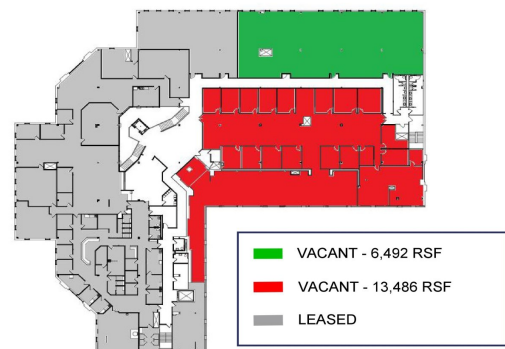 VACANT - 6,492 RSF
VACANT - 13,486 RSF
LEASED